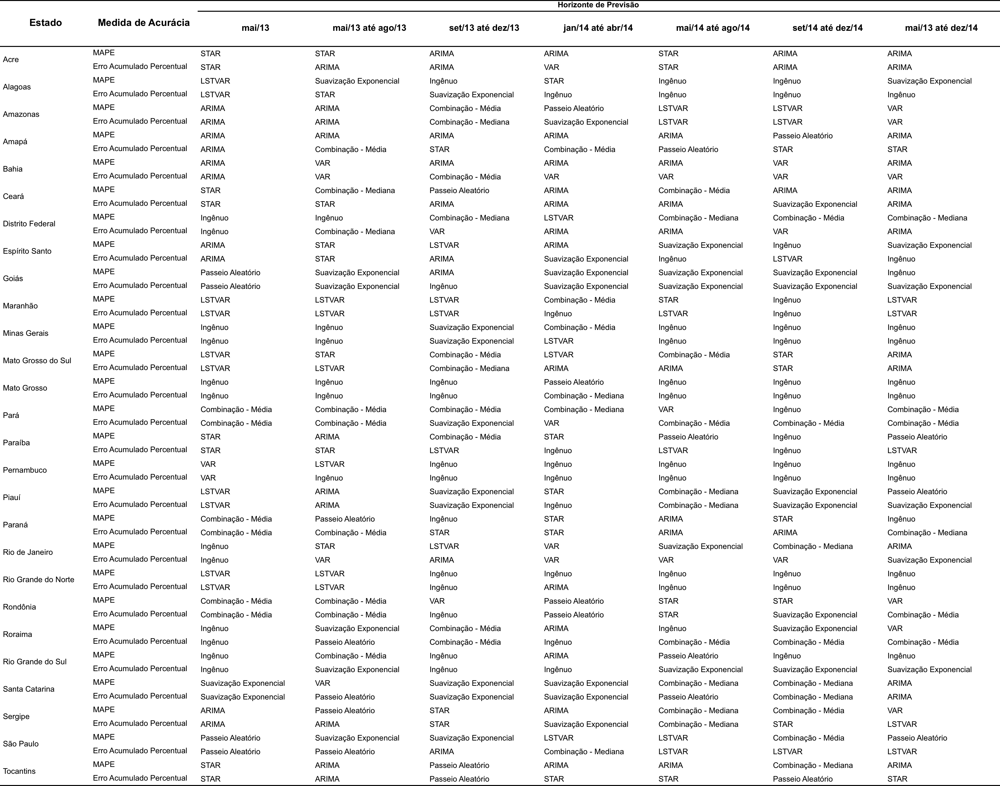 Horizonte de Previsão
Estado Medida de Acurácia mai/13 mai/13 até ago/13 set/13 até dez/13 jan/14 até abr/14 mai/14 até ago/14 set/14 até dez/14 mai/13 até dez/14
Acre
MAPE STAR STAR ARIMA ARIMA STAR ARIMA ARIMA
Erro Acumulado Percentual STAR ARIMA ARIMA VAR STAR ARIMA ARIMA
Alagoas
MAPE LSTVAR Suavização Exponencial Ingênuo STAR Ingênuo Ingênuo Suavização Exponencial
Erro Acumulado Percentual LSTVAR STAR Suavização Exponencial Ingênuo Ingênuo Ingênuo Ingênuo
Amazonas
MAPE ARIMA ARIMA Combinação - Média Passeio Aleatório LSTVAR LSTVAR VAR
Erro Acumulado Percentual ARIMA ARIMA Combinação - Mediana Suavização Exponencial LSTVAR LSTVAR VAR
Amapá
MAPE ARIMA ARIMA ARIMA ARIMA ARIMA Passeio Aleatório ARIMA
Erro Acumulado Percentual ARIMA Combinação - Média STAR Combinação - Média Passeio Aleatório STAR STAR
Bahia
MAPE ARIMA VAR ARIMA ARIMA ARIMA VAR ARIMA
Erro Acumulado Percentual ARIMA VAR Combinação - Média VAR VAR VAR VAR
Ceará
MAPE STAR Combinação - Mediana Passeio Aleatório ARIMA Combinação - Média ARIMA ARIMA
Erro Acumulado Percentual STAR STAR ARIMA ARIMA ARIMA Suavização Exponencial ARIMA
Distrito Federal
MAPE Ingênuo Ingênuo Combinação - Mediana LSTVAR Combinação - Mediana Combinação - Média Combinação - Mediana
Erro Acumulado Percentual Ingênuo Combinação - Mediana VAR ARIMA ARIMA VAR ARIMA
Espírito Santo
MAPE ARIMA STAR LSTVAR ARIMA Suavização Exponencial Ingênuo Suavização Exponencial
Erro Acumulado Percentual ARIMA STAR ARIMA Suavização Exponencial Ingênuo LSTVAR Ingênuo
Goiás
MAPE Passeio Aleatório Suavização Exponencial ARIMA Suavização Exponencial Suavização Exponencial Suavização Exponencial Ingênuo
Erro Acumulado Percentual Passeio Aleatório Suavização Exponencial Ingênuo Suavização Exponencial Suavização Exponencial Suavização Exponencial Suavização Exponencial
Maranhão
MAPE LSTVAR LSTVAR LSTVAR Combinação - Média STAR Ingênuo LSTVAR
Erro Acumulado Percentual LSTVAR LSTVAR LSTVAR Ingênuo LSTVAR Ingênuo LSTVAR
Minas Gerais
MAPE Ingênuo Ingênuo Suavização Exponencial Combinação - Média Ingênuo Ingênuo Ingênuo
Erro Acumulado Percentual Ingênuo Ingênuo Suavização Exponencial LSTVAR Ingênuo Ingênuo Ingênuo
Mato Grosso do Sul
MAPE LSTVAR STAR Combinação - Média LSTVAR Combinação - Média STAR ARIMA
Erro Acumulado Percentual LSTVAR LSTVAR Combinação - Mediana ARIMA ARIMA STAR ARIMA
Mato Grosso
MAPE Ingênuo Ingênuo Ingênuo Passeio Aleatório Ingênuo Ingênuo Ingênuo
Erro Acumulado Percentual Ingênuo Ingênuo Ingênuo Combinação - Mediana Ingênuo Ingênuo Ingênuo
Pará
MAPE Combinação - Média Combinação - Média Combinação - Média Combinação - Mediana VAR Ingênuo Combinação - Média
Erro Acumulado Percentual Combinação - Média Combinação - Média Suavização Exponencial VAR Combinação - Média Combinação - Média Combinação - Média
Paraíba
MAPE STAR ARIMA Combinação - Média STAR Passeio Aleatório Ingênuo Passeio Aleatório
Erro Acumulado Percentual STAR STAR LSTVAR Ingênuo LSTVAR Ingênuo LSTVAR
Pernambuco
MAPE VAR LSTVAR Ingênuo Ingênuo Ingênuo Ingênuo Ingênuo
Erro Acumulado Percentual VAR Ingênuo Ingênuo Ingênuo Ingênuo Ingênuo Ingênuo
Piauí
MAPE LSTVAR ARIMA Suavização Exponencial STAR Combinação - Mediana Suavização Exponencial Passeio Aleatório
Erro Acumulado Percentual LSTVAR ARIMA Suavização Exponencial Ingênuo Combinação - Mediana Suavização Exponencial Suavização Exponencial
Paraná
MAPE Combinação - Média Passeio Aleatório Ingênuo STAR ARIMA STAR Ingênuo
Erro Acumulado Percentual Combinação - Média Combinação - Média STAR STAR ARIMA ARIMA Combinação - Mediana
Rio de Janeiro
MAPE Ingênuo STAR LSTVAR VAR Suavização Exponencial Combinação - Mediana ARIMA
Erro Acumulado Percentual Ingênuo VAR ARIMA VAR VAR VAR Suavização Exponencial
Rio Grande do Norte
MAPE LSTVAR LSTVAR Ingênuo Ingênuo Ingênuo Ingênuo Ingênuo
Erro Acumulado Percentual LSTVAR LSTVAR Ingênuo ARIMA Ingênuo Ingênuo Ingênuo
Rondônia
MAPE Combinação - Média Combinação - Média VAR Passeio Aleatório STAR STAR VAR
Erro Acumulado Percentual Combinação - Média Combinação - Média Ingênuo Passeio Aleatório STAR Suavização Exponencial Combinação - Média
Roraima
MAPE Ingênuo Suavização Exponencial Combinação - Média ARIMA Ingênuo Suavização Exponencial VAR
Erro Acumulado Percentual Ingênuo Passeio Aleatório Combinação - Média Ingênuo Combinação - Média Combinação - Média Combinação - Média
Rio Grande do Sul
MAPE Ingênuo Combinação - Média Ingênuo ARIMA Passeio Aleatório Ingênuo Ingênuo
Erro Acumulado Percentual Ingênuo Suavização Exponencial Ingênuo Ingênuo Suavização Exponencial Suavização Exponencial Suavização Exponencial
Santa Catarina
MAPE Suavização Exponencial VAR Suavização Exponencial Suavização Exponencial Combinação - Mediana Combinação - Mediana ARIMA
Erro Acumulado Percentual Suavização Exponencial Passeio Aleatório Suavização Exponencial Suavização Exponencial Passeio Aleatório Combinação - Mediana ARIMA
Sergipe
MAPE ARIMA Passeio Aleatório STAR ARIMA Combinação - Mediana Combinação - Média VAR
Erro Acumulado Percentual ARIMA ARIMA STAR Suavização Exponencial Combinação - Mediana STAR LSTVAR
São Paulo
MAPE Passeio Aleatório Suavização Exponencial Suavização Exponencial LSTVAR LSTVAR Combinação - Média Passeio Aleatório
Erro Acumulado Percentual Passeio Aleatório Passeio Aleatório ARIMA Combinação - Mediana LSTVAR LSTVAR LSTVAR
Tocantins
MAPE STAR ARIMA Passeio Aleatório ARIMA ARIMA Combinação - Mediana ARIMA
Erro Acumulado Percentual STAR ARIMA Passeio Aleatório STAR STAR Passeio Aleatório STAR